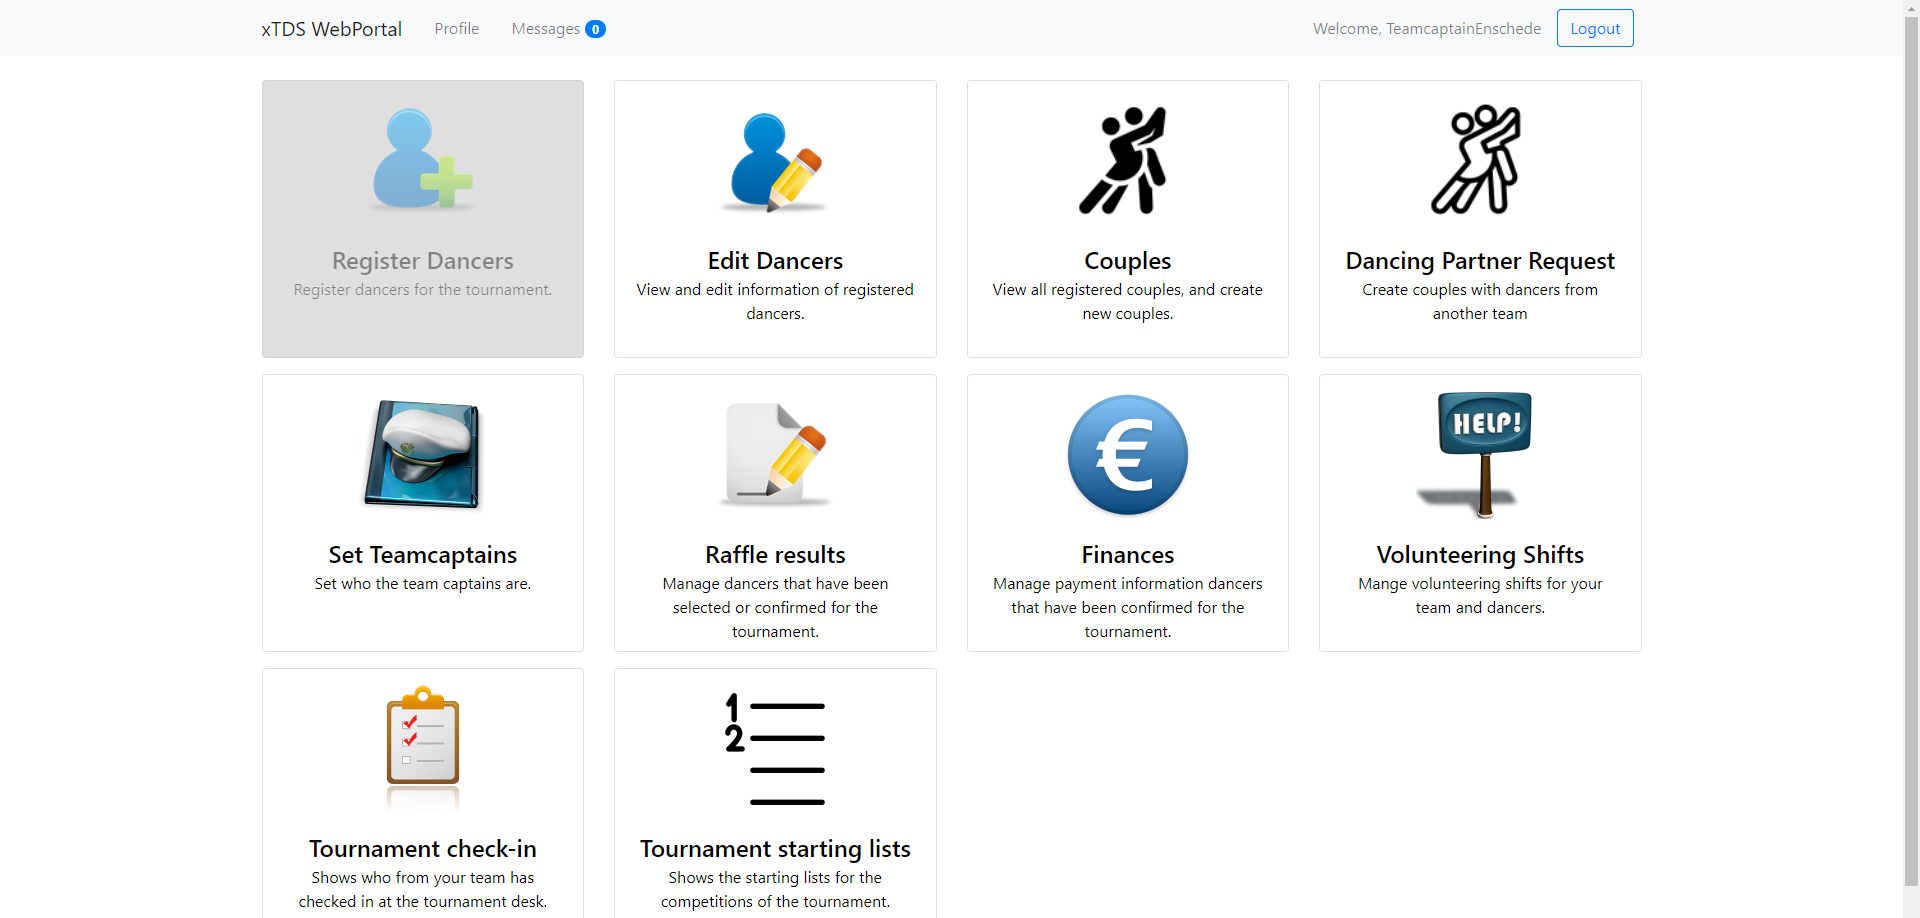 xTDS WebPortal
Profile
Messages 0
Welcome, TeamcaptainEnschede
Logout
Register Dancers
Register dancers for the tournament.
Edit Dancers
View and edit information of registered
dancers.
Couples
View all registered couples, and create
new couples.
Dancing Partner Request
Create couples with dancers from
another team
Set Teamcaptains
Set who the team captains are.
Raffle results
Manage dancers that have been
selected or confirmed for the
tournament.
€
Finances
Manage payment information dancers
that have been confirmed for the
tournament.
HELP!
Volunteering Shifts
Mange volunteering shifts for your
team and dancers.
Tournament check-in
Shows who from your team has
checked in at the tournament desk.
1
2
Tournament starting lists
Shows the starting lists for the
competitions of the tournament.